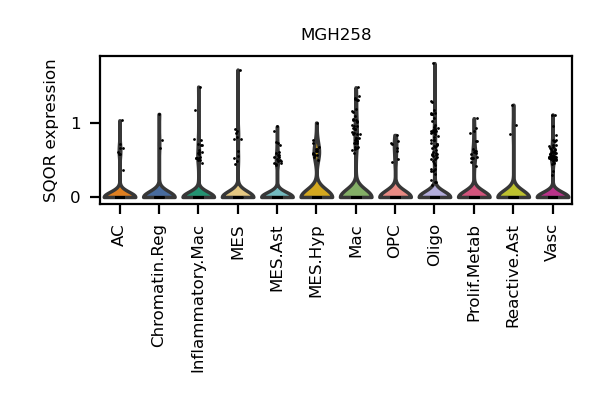 MGH258
SQOR expression
1
0
AC
Chromatin.Reg
Inflammatory.Mac
MES
MES.Ast
MES.Hyp
Mac
OPC
Oligo
Prolif.Metab
Reactive.Ast
Vasc